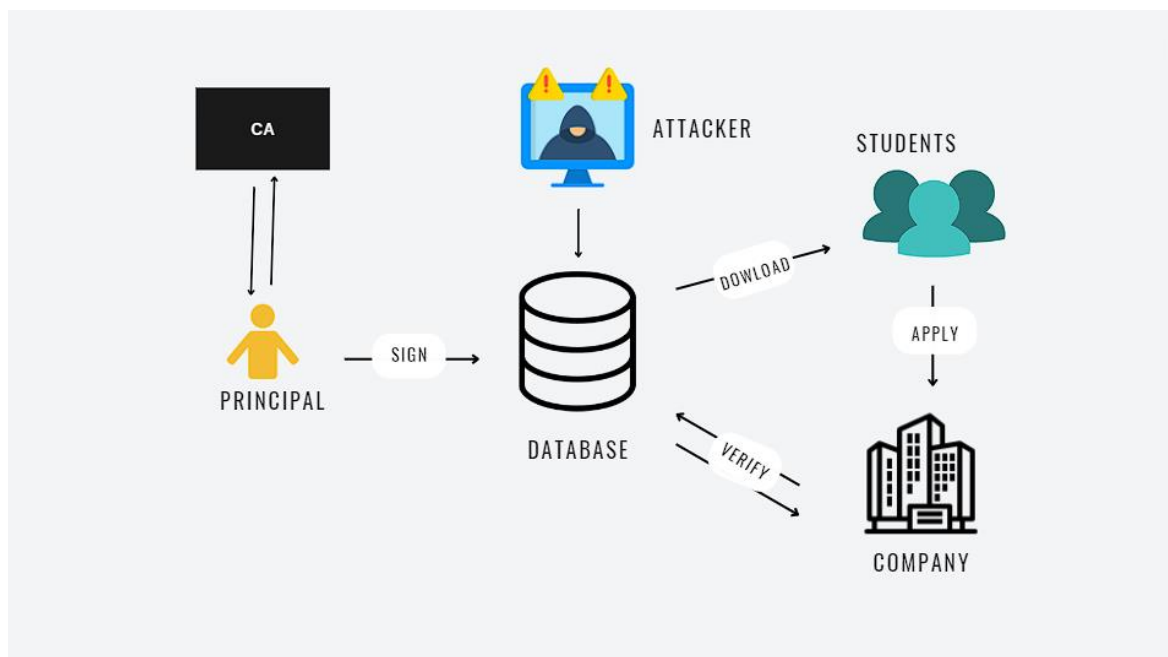 CA
ATTACKER
STUDENTS
DOWLOAD
SIGN
APPLY
PRINCIPAL
DATABASE
VERIFY
COMPANY